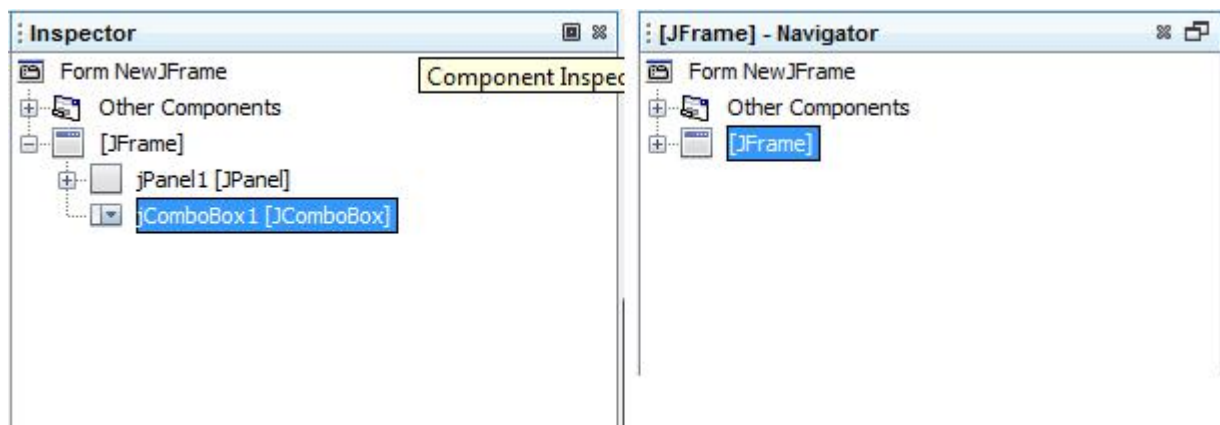 Inspector
Form NewJFrame
Component Inspec
Other Components
[JFrame]
jPanel1 [JPanel]
jComboBox1 [JComboBox]
[JFrame] - Navigator
Form NewJFrame
Other Components
[JFrame]